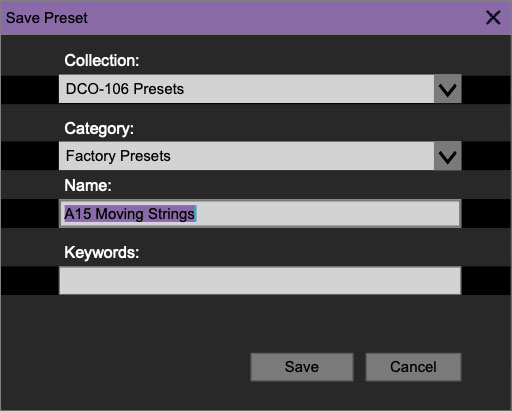 Save Preset
Collection:
DCO-106 Presets
Category:
Factory Presets
Name:
A15 Moving Strings
Keywords:
Save Cancel